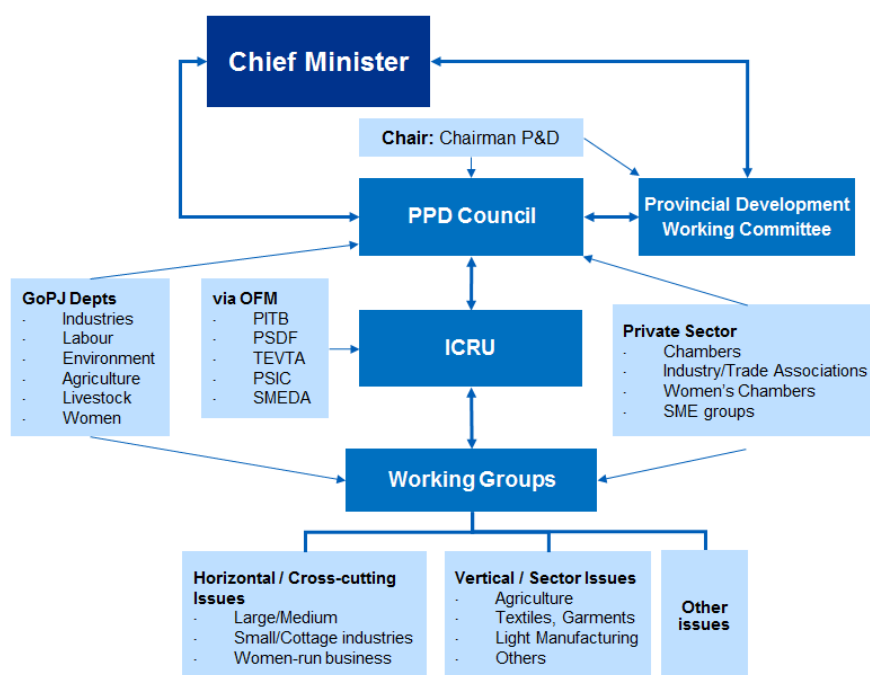 Chief Minister
Chair: Chairman P&D
PPD Council
Provincial Development
Working Committee
GoPJ Depts
· Industries
· Labour
· Environment
· Agriculture
· Livestock
· Women
via OFM
· PITB
· PSDF
· TEVTA
· PSIC
· SMEDA
ICRU
Private Sector
· Chambers
· Industry/Trade Associations
· Women's Chambers
· SME groups
Working Groups
Horizontal / Cross-cutting
Issues
· Large/Medium
· Small/Cottage industries
· Women-run business
Vertical / Sector Issues
· Agriculture
· Textiles, Garments
· Light Manufacturing
· Others
Other
issues